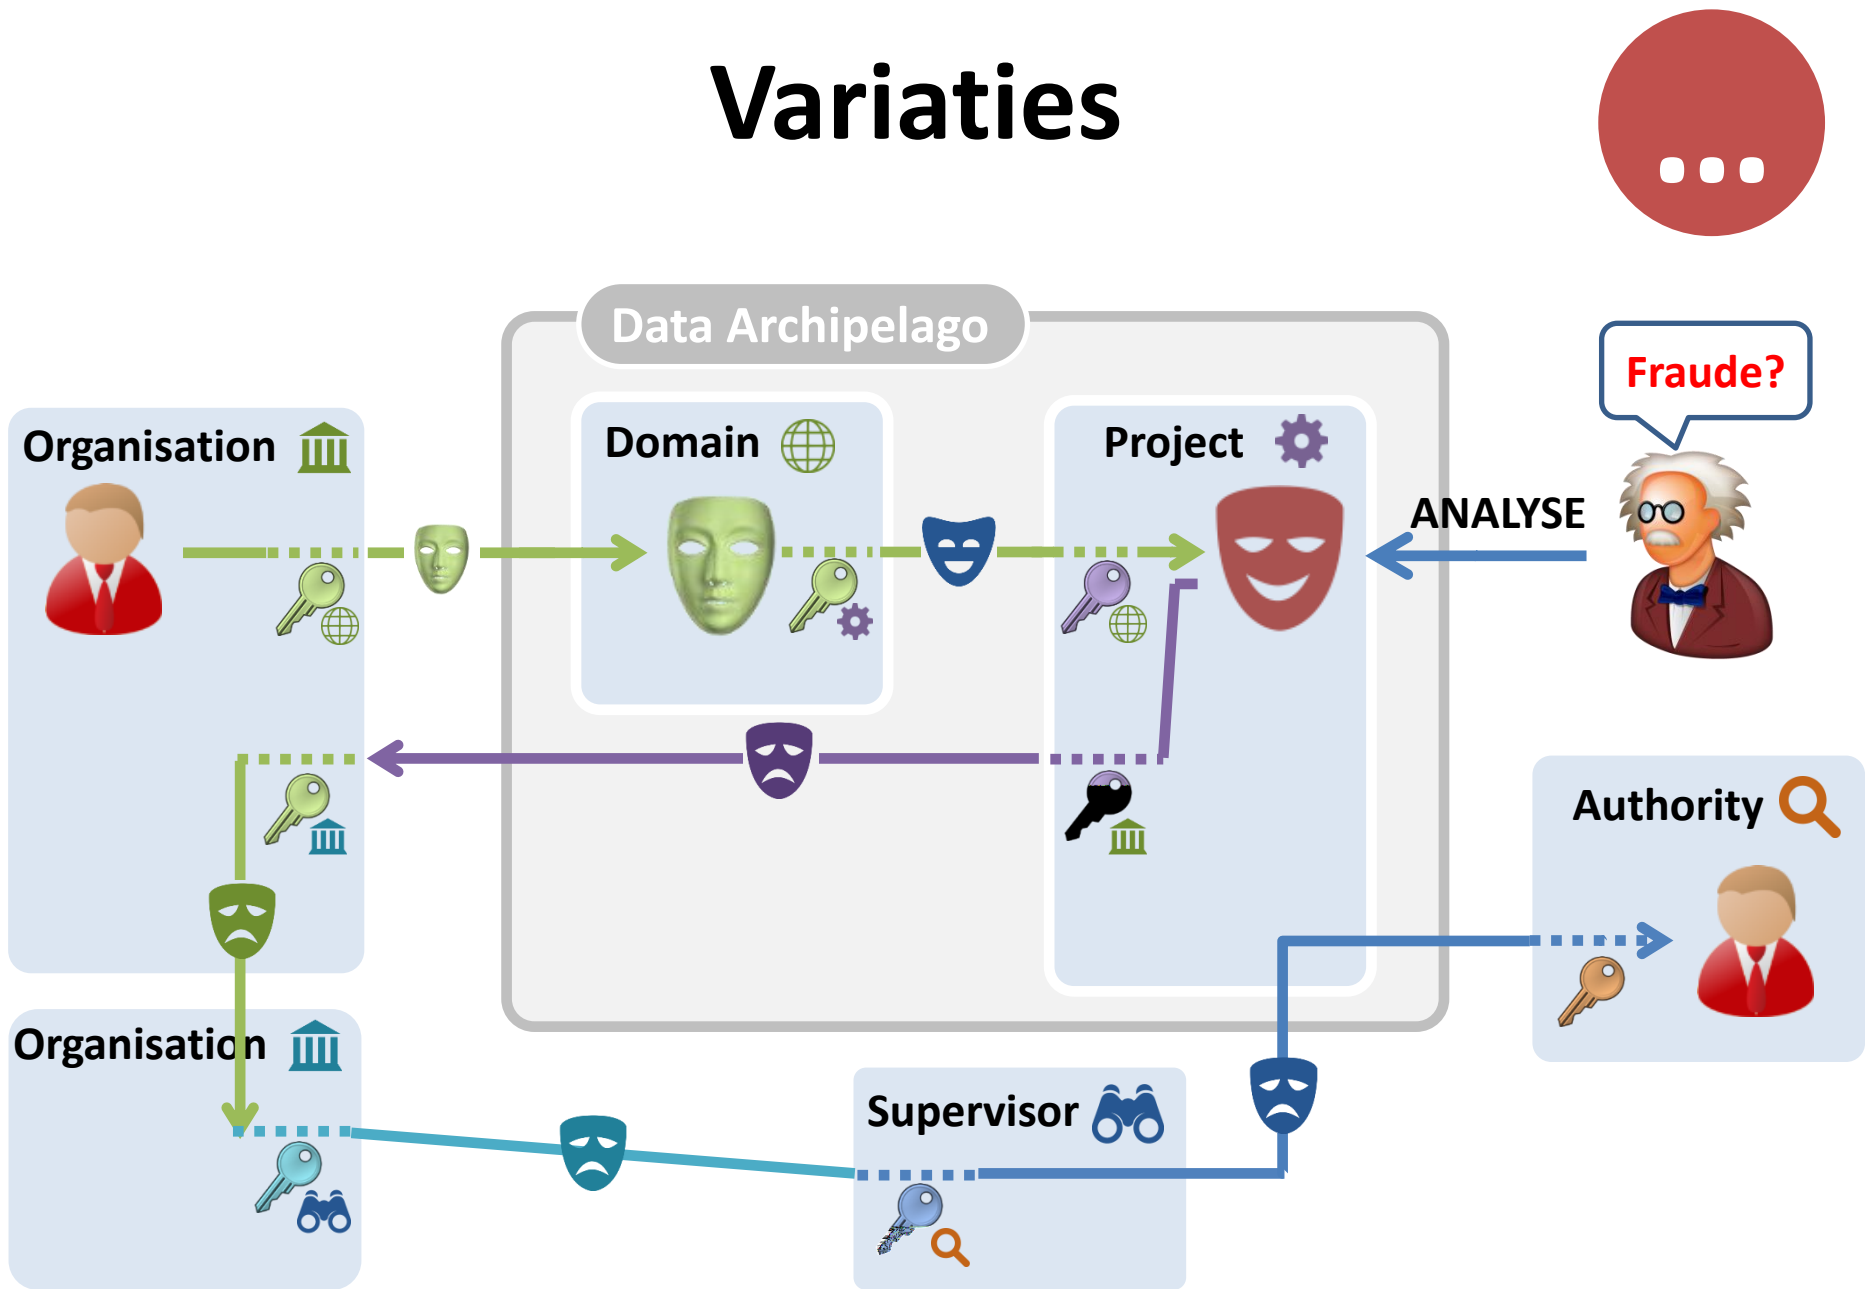 Variaties
...
Data Archipelago
Fraude?
Organisation
Domain
Project
ANALYSE
Authority
Organisation
Supervisor